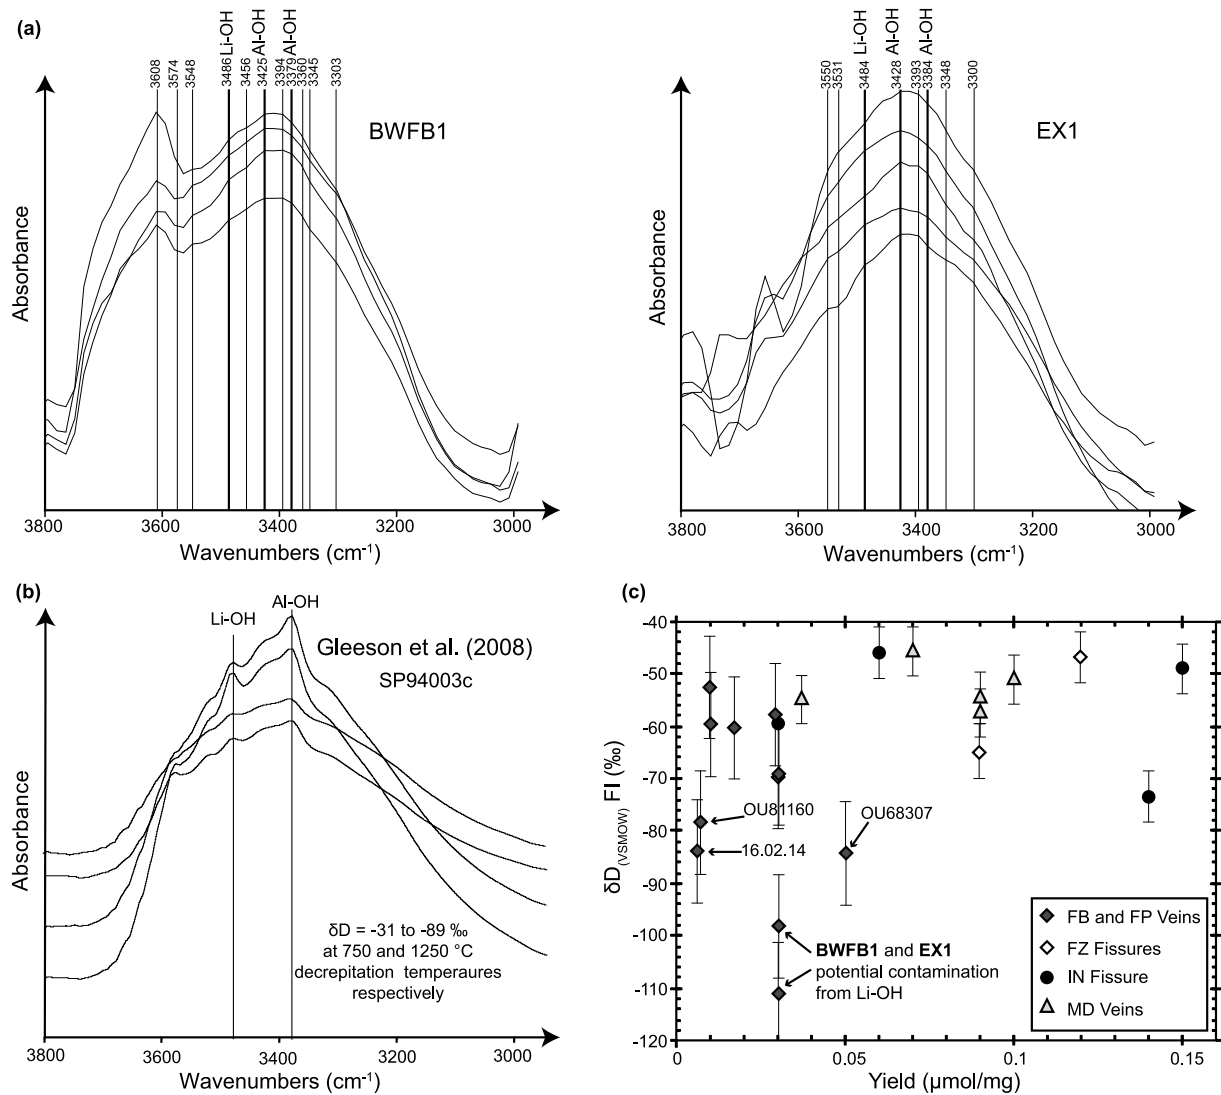 (a)
3608
3574
3548
3486
Li-OH
3456
3425
Al-OH
3394
3379
Al-OH
3360
3345
3303
BWFB1
Absorbance
3800
3600
3400
3200
3000
Wavenumbers (cm⁻¹)
3550
3531
3484
Li-OH
3428
Al-OH
3393
3384
Al-OH
3348
3300
EX1
Absorbance
3800
3600
3400
3200
3000
Wavenumbers (cm⁻¹)
(b)
Li-OH
Al-OH
Gleeson et al. (2008)
SP94003c
δD = -31 to -89 ‰
at 750 and 1250 °C
decrepitation temperaures
respectively
Absorbance
3800
3600
3400
3200
3000
Wavenumbers (cm⁻¹)
(c)
-40
-50
-60
-70
-80
-90
-100
-110
-120
δD(VSMOW) FI (‰)
OU81160
16.02.14
OU68307
BWFB1 and EX1
potential contamination
from Li-OH
FB and FP Veins
FZ Fissures
IN Fissure
MD Veins
0
0.05
0.1
0.15
Yield (µmol/mg)